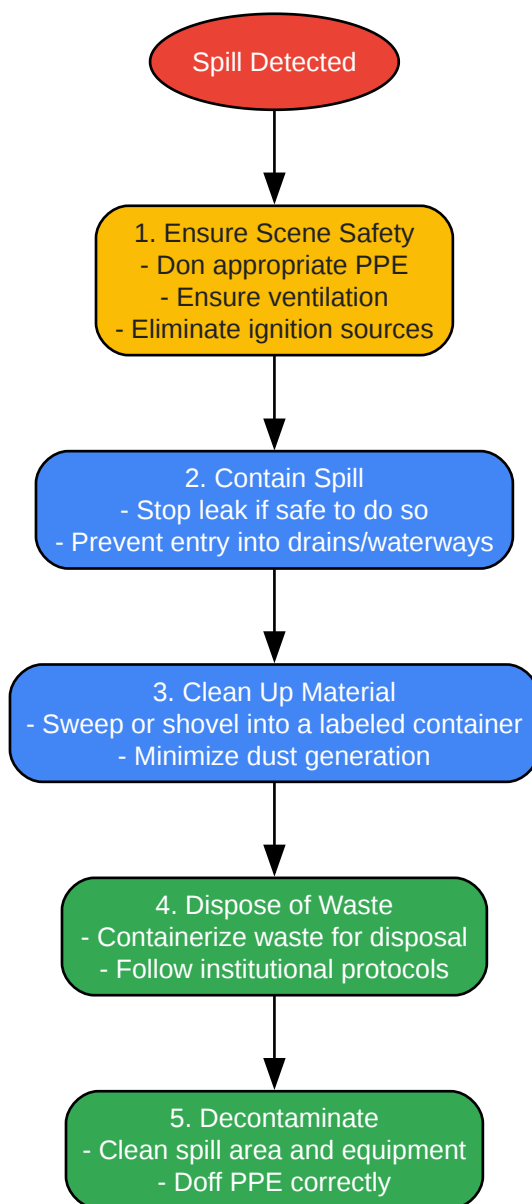 Spill Detected
1. Ensure Scene Safety
- Don appropriate PPE
- Ensure ventilation
- Eliminate ignition sources
2. Contain Spill
- Stop leak if safe to do so
- Prevent entry into drains/waterways
3. Clean Up Material
- Sweep or shovel into a labeled container
- Minimize dust generation
4. Dispose of Waste
- Containerize waste for disposal
- Follow institutional protocols
5. Decontaminate
- Clean spill area and equipment
- Doff PPE correctly